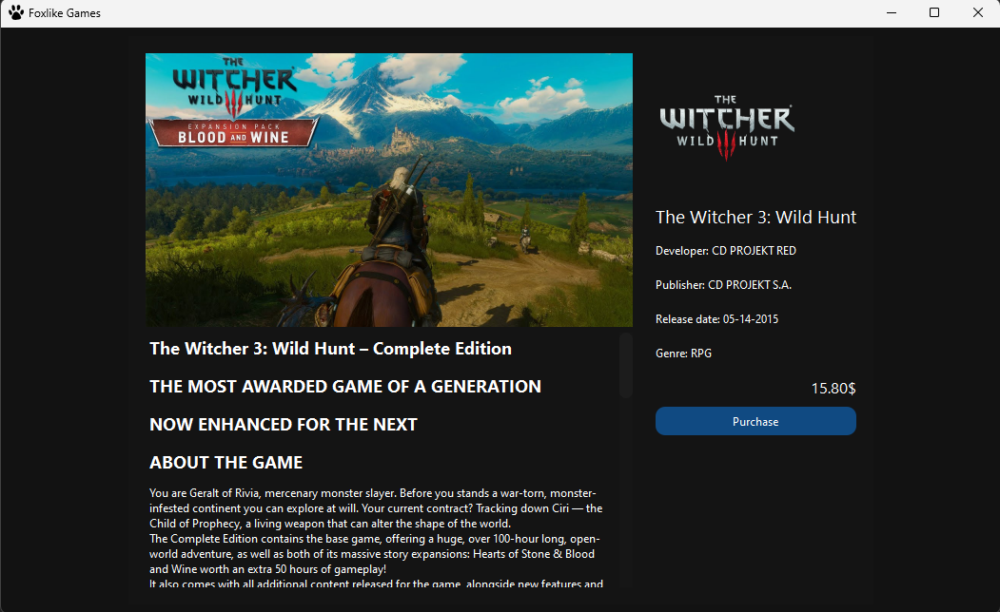 Foxlike Games
THE
WITCHER
WILD HUNT
EXPANSION PACK
BLOOD AND WINE
The Witcher 3: Wild Hunt – Complete Edition
THE MOST AWARDED GAME OF A GENERATION
NOW ENHANCED FOR THE NEXT
ABOUT THE GAME
You are Geralt of Rivia, mercenary monster slayer. Before you stands a war-torn, monster-
infested continent you can explore at will. Your current contract? Tracking down Ciri — the
Child of Prophecy, a living weapon that can alter the shape of the world.
The Complete Edition contains the base game, offering a huge, over 100-hour long, open-
world adventure, as well as both of its massive story expansions: Hearts of Stone & Blood
and Wine worth an extra 50 hours of gameplay!
It also comes with all additional content released for the game, alongside new features and
THE
WITCHER
WILD HUNT
The Witcher 3: Wild Hunt
Developer: CD PROJEKT RED
Publisher: CD PROJEKT S.A.
Release date: 05-14-2015
Genre: RPG
15.80$
Purchase